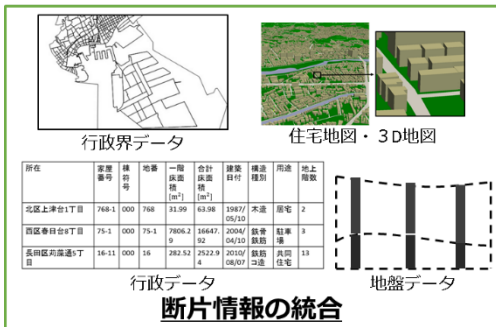 行政界データ
住宅地図・3D地図
所在 家屋番号 棟符号 地番 一階床面積[m²] 合計床面積[m²] 建築日付 構造種別 用途 地上階数
北区上津台1丁目 768-1 000 768 31.99 63.98 1987/05/10 木造 居宅 2
西区春日台8丁目 75-1 000 75-1 7806.29 16647.92 2004/04/10 鉄骨鉄筋 駐車場 3
長田区苅藻通5丁目 16-11 000 16 282.52 2522.94 2010/08/07 鉄筋コ造 共同住宅 13
行政データ
地盤データ
断片情報の統合